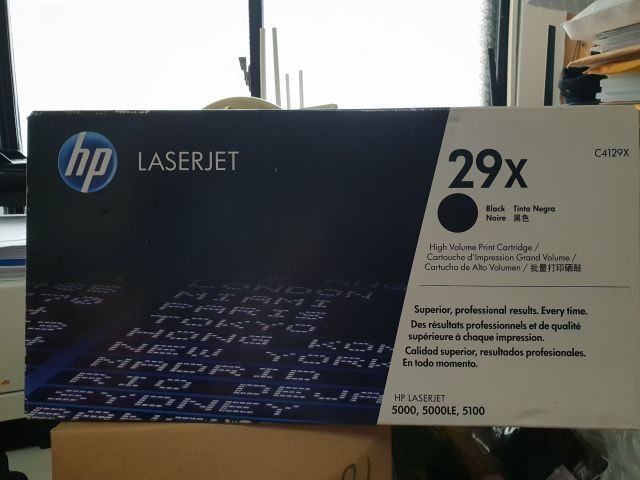 hp
LASERJET
29X
C4129X
Black Tinta Negra
Noire 黑色
High Volume Print Cartridge /
Cartouche d'Impression Grand Volume /
Cartucho de Alto Volumen / 批量打印硒鼓
Superior, professional results. Every time.
Des résultats professionnels et de qualité
supérieure à chaque impression.
Calidad superior, resultados profesionales.
En todo momento.
HP LASERJET
5000, 5000LE, 5100